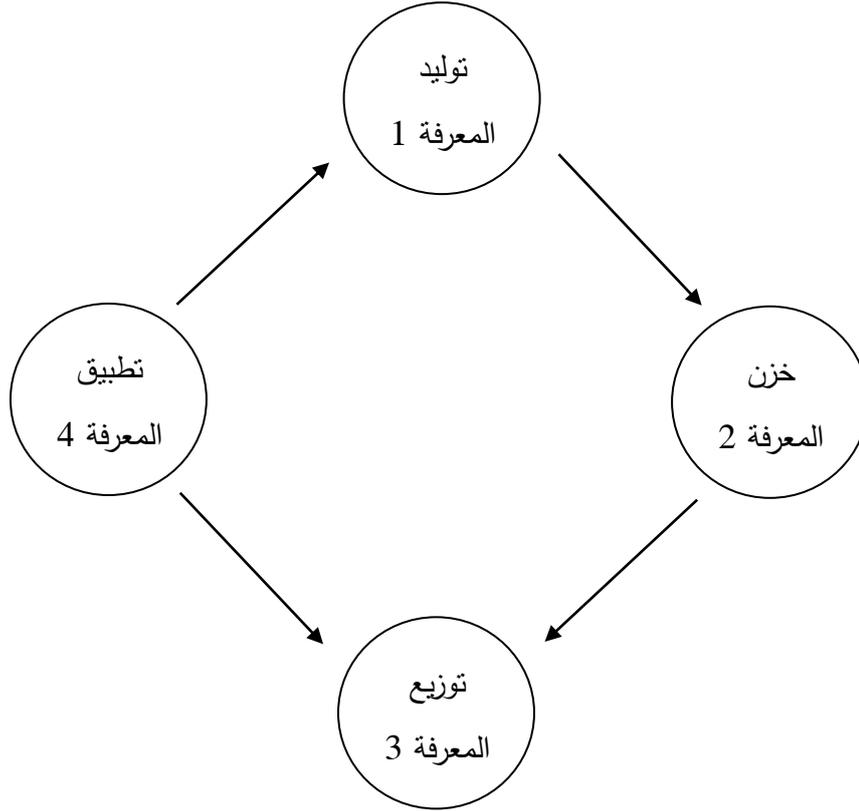 توليد
المعرفة 1
خزن
المعرفة 2
توزيع
المعرفة 3
تطبيق
المعرفة 4